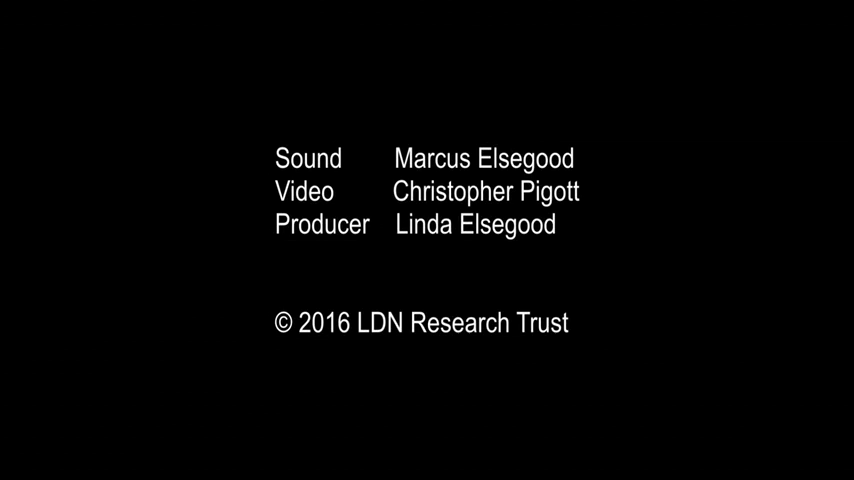 Sound Marcus Elsegood
Video Christopher Pigott
Producer Linda Elsegood
© 2016 LDN Research Trust